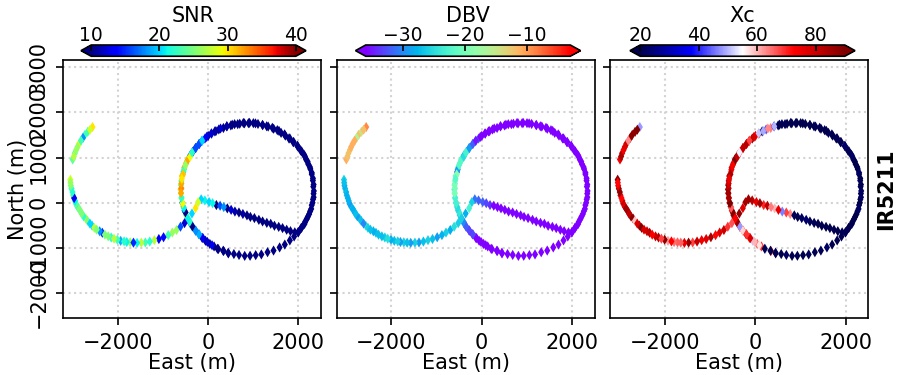 SNR DBV Xc
10 20 30 40 −30 −20 −10 20 40 60 80
3000
2000
1000
0
−1000
−2000
North (m)
IR5211
−2000 0 2000 −2000 0 2000 −2000 0 2000
East (m) East (m) East (m)